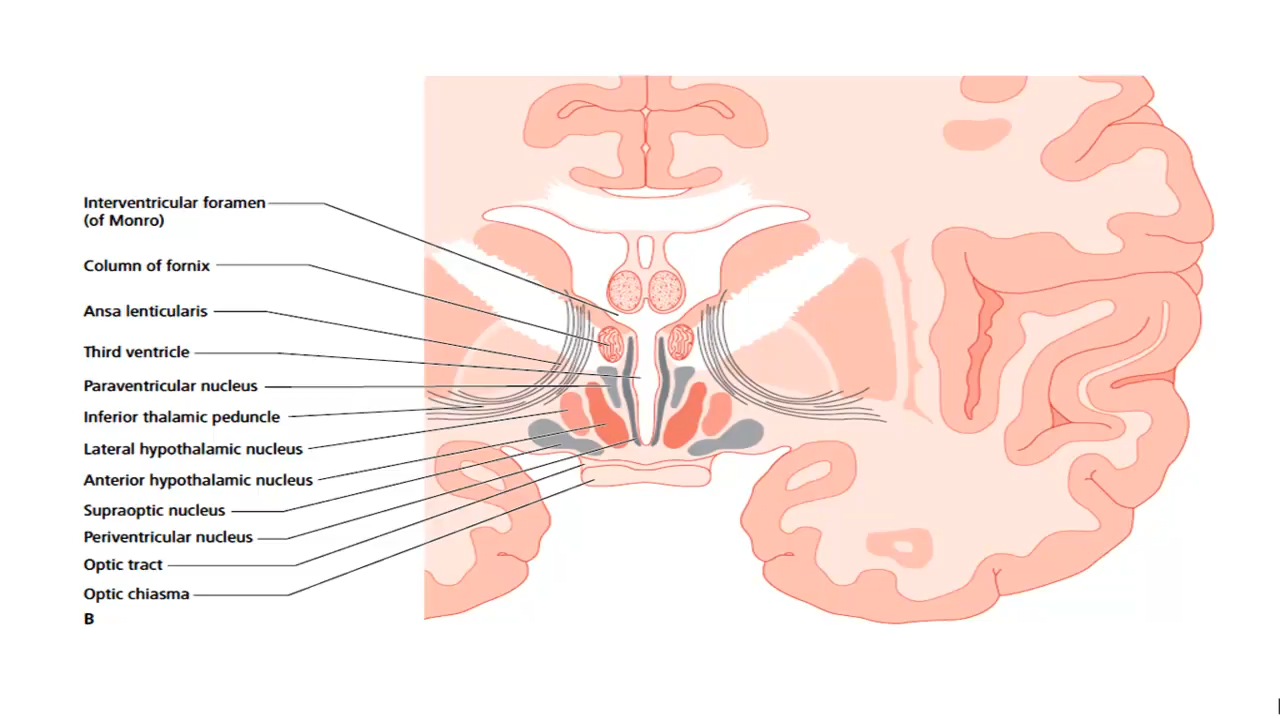 Interventricular foramen
(of Monro)
Column of fornix
Ansa lenticularis
Third ventricle
Paraventricular nucleus
Inferior thalamic peduncle
Lateral hypothalamic nucleus
Anterior hypothalamic nucleus
Supraoptic nucleus
Periventricular nucleus
Optic tract
Optic chiasma
B